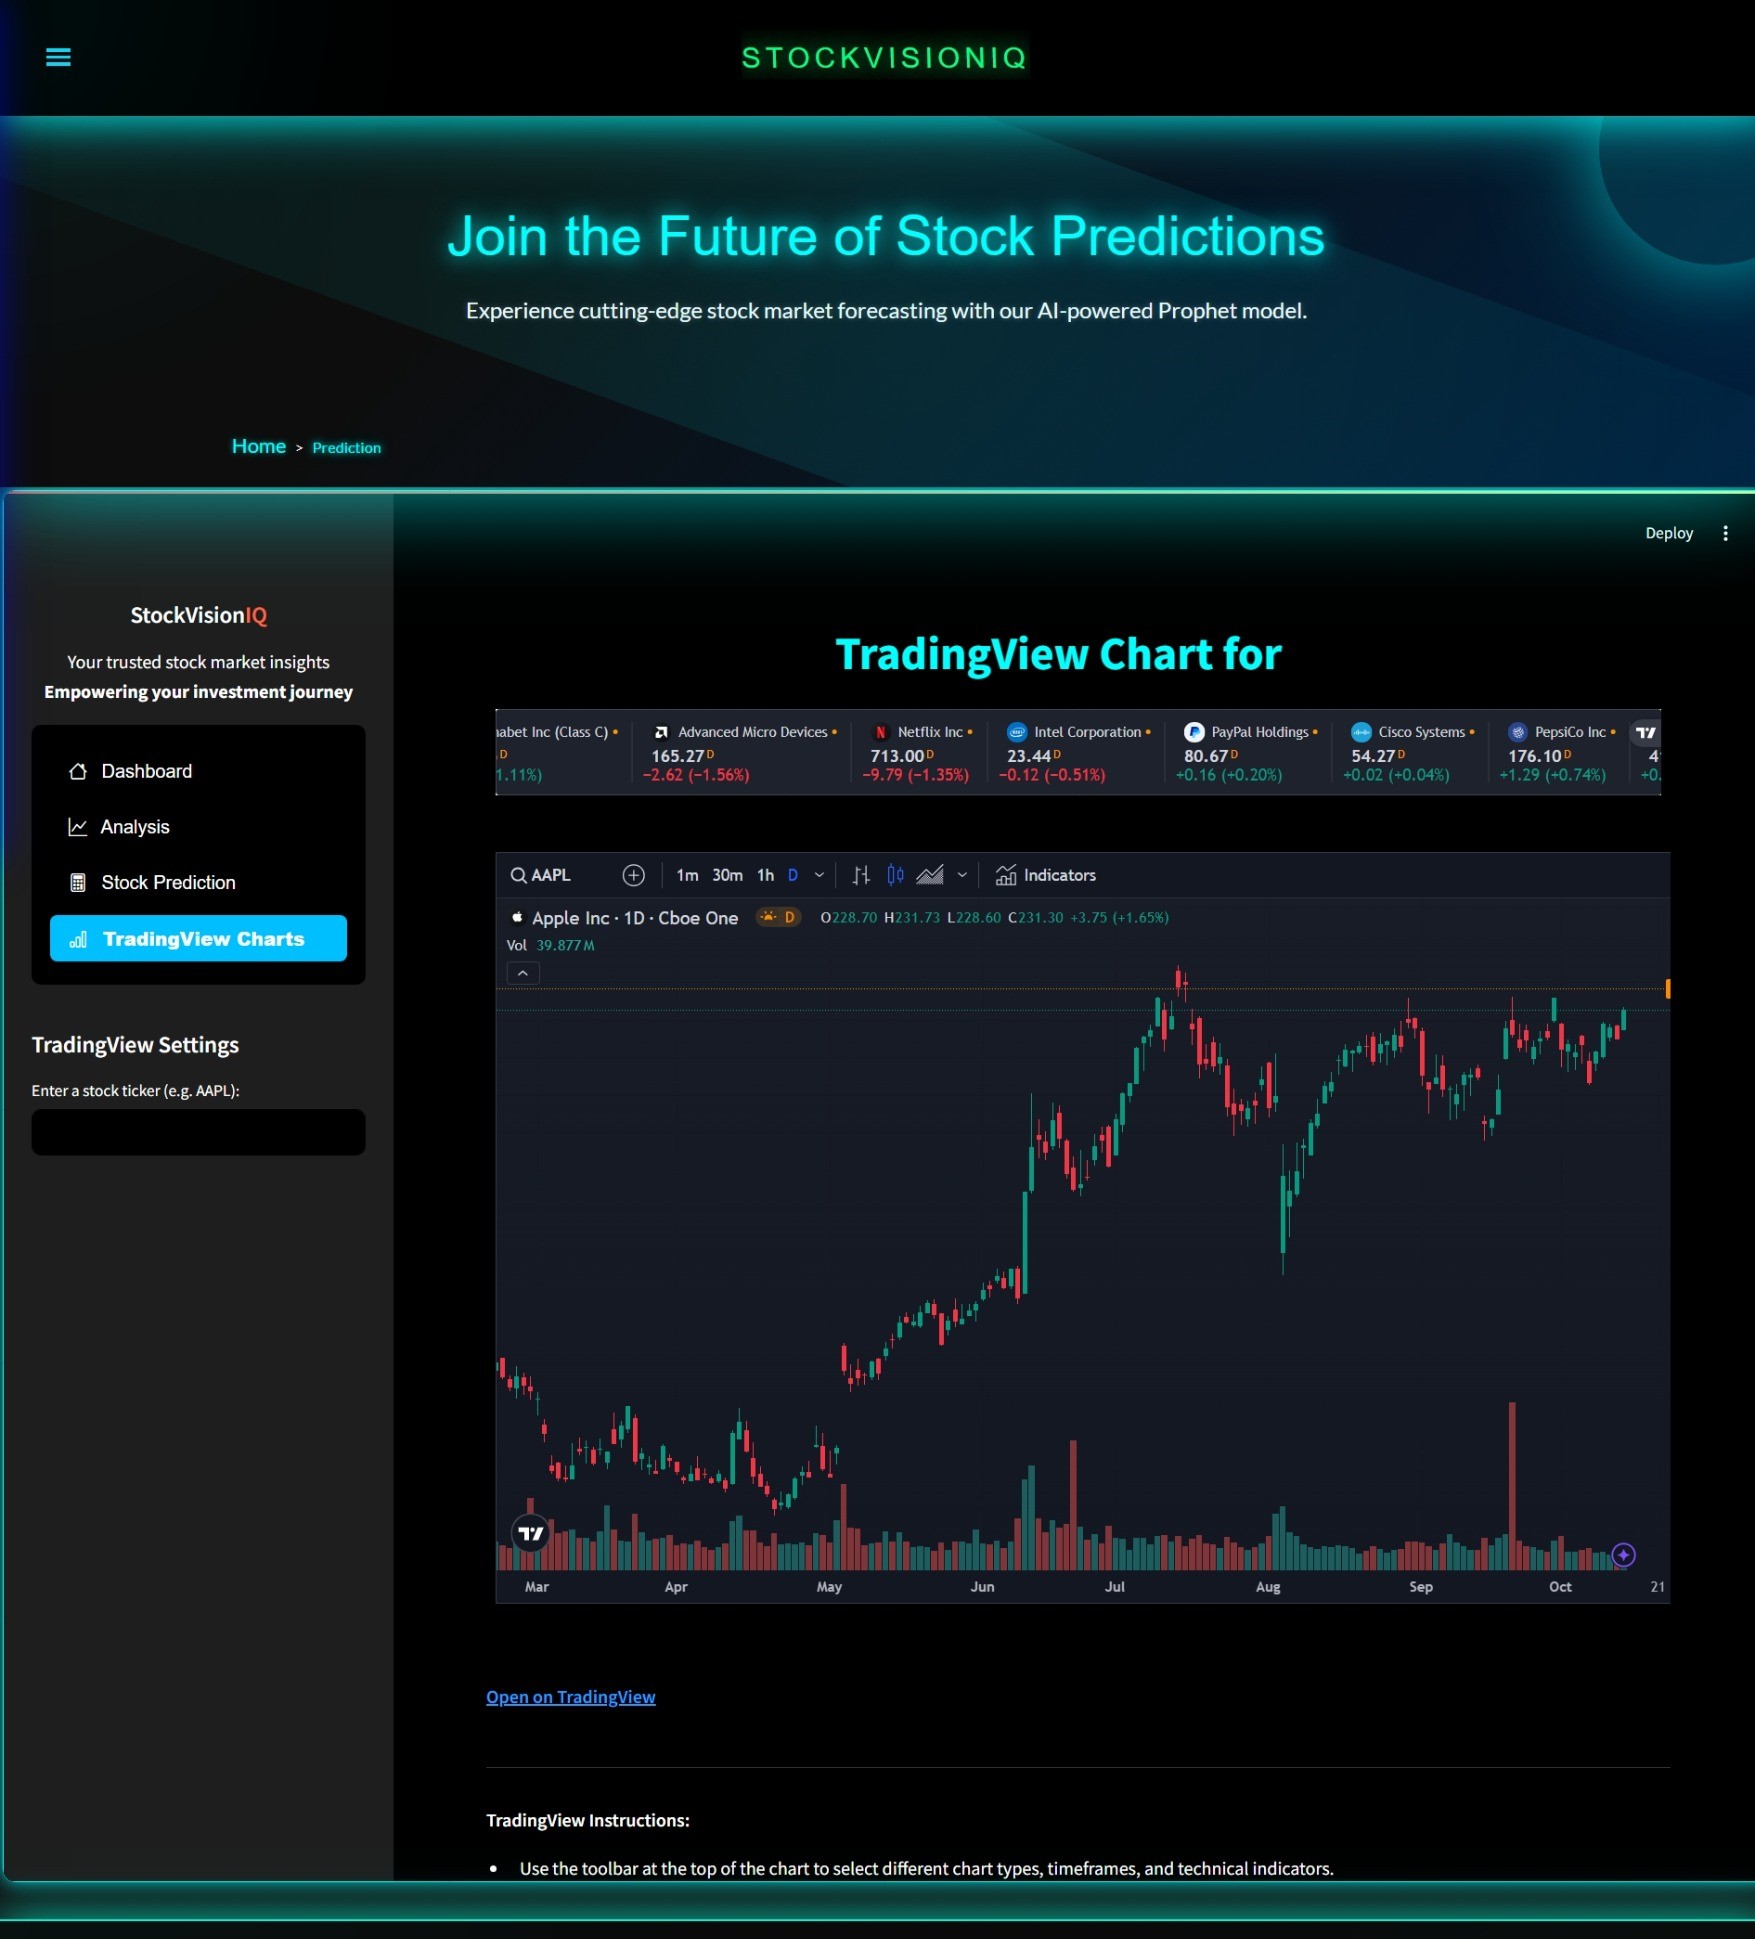 STOCKVISIONIQ
Join the Future of Stock Predictions
Experience cutting-edge stock market forecasting with our AI-powered Prophet model.
Home > Prediction
Deploy
StockVisionIQ
Your trusted stock market insights
Empowering your investment journey
Dashboard
Analysis
Stock Prediction
TradingView Charts
TradingView Settings
Enter a stock ticker (e.g. AAPL):
TradingView Chart for
abet Inc (Class C) Advanced Micro Devices Netflix Inc Intel Corporation PayPal Holdings Cisco Systems PepsiCo Inc
D 165.27 D 713.00 D 23.44 D 80.67 D 54.27 D 176.10 D 4
1.11%) −2.62 (−1.56%) −9.79 (−1.35%) −0.12 (−0.51%) +0.16 (+0.20%) +0.02 (+0.04%) +1.29 (+0.74%) +0.
AAPL 1m 30m 1h D Indicators
Apple Inc · 1D · Cboe One D O228.70 H231.73 L228.60 C231.30 +3.75 (+1.65%)
Vol 39.877M
Mar Apr May Jun Jul Aug Sep Oct 21
Open on TradingView
TradingView Instructions:
• Use the toolbar at the top of the chart to select different chart types, timeframes, and technical indicators.